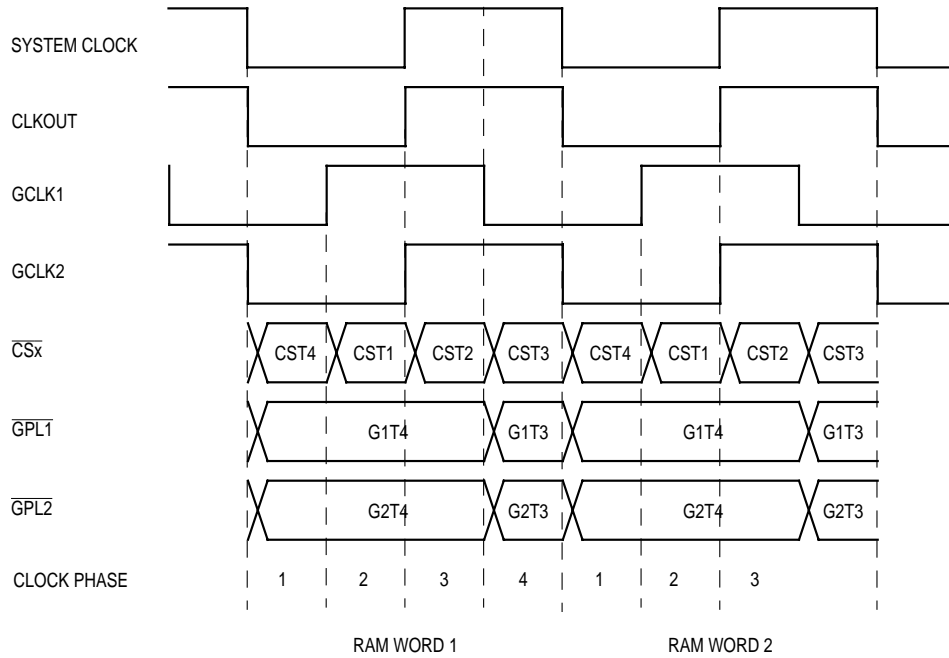 SYSTEM CLOCK
CLKOUT
GCLK1
GCLK2
CSx CST4 CST1 CST2 CST3 CST4 CST1 CST2 CST3
GPL1 G1T4 G1T3 G1T4 G1T3
GPL2 G2T4 G2T3 G2T4 G2T3
CLOCK PHASE 1 2 3 4 1 2 3
RAM WORD 1 RAM WORD 2